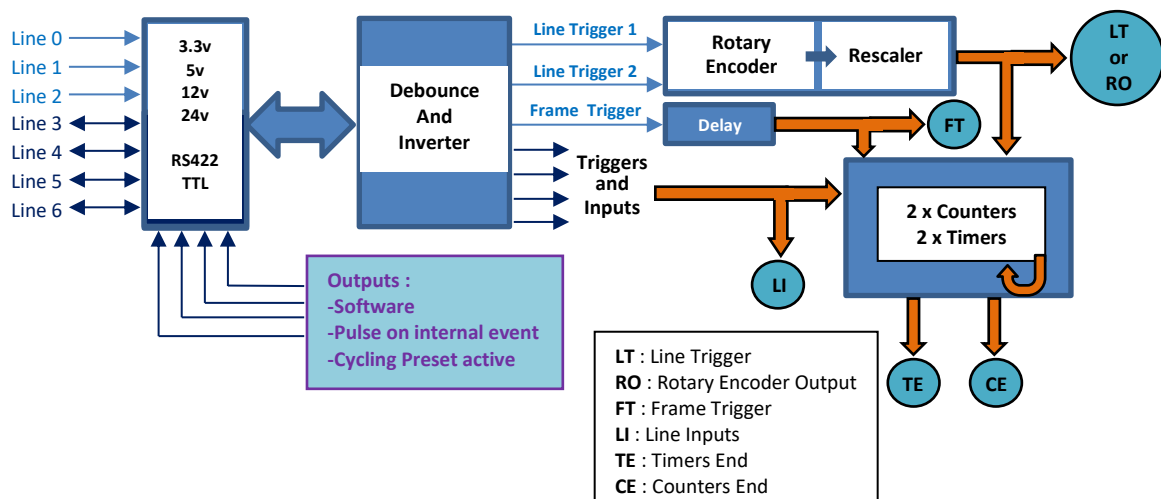 Line 0
Line 1
Line 2
Line 3
Line 4
Line 5
Line 6
3.3v
5v
12v
24v
RS422
TTL
Debounce
And
Inverter
Line Trigger 1
Line Trigger 2
Frame Trigger
Rotary
Encoder
Rescaler
LT
or
RO
Delay
FT
Triggers
and
Inputs
LI
2 x Counters
2 x Timers
TE
CE
Outputs :
-Software
-Pulse on internal event
-Cycling Preset active
LT : Line Trigger
RO : Rotary Encoder Output
FT : Frame Trigger
LI : Line Inputs
TE : Timers End
CE : Counters End